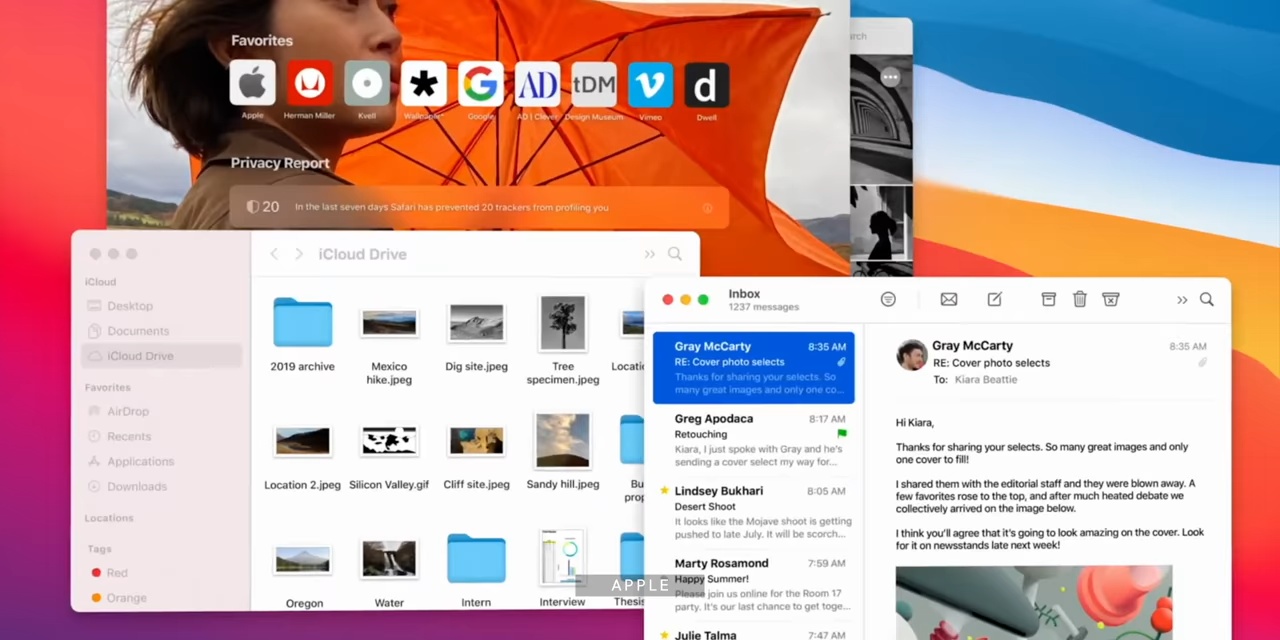 Favorites
AD
tDM
d
Apple
Herman Miller
Kvell
Wallpaper*
Google
AD | Clever
Design Museum
Vimeo
Dwell
Privacy Report
20
In the last seven days Safari has prevented 20 trackers from profiling you
iCloud
Desktop
Documents
iCloud Drive
Favorites
AirDrop
Recents
Applications
Downloads
Locations
Tags
Red
Orange
iCloud Drive
2019 archive
Mexico
hike.jpeg
Dig site.jpeg
Tree
specimen.jpeg
Location 2.jpeg
Silicon Valley.gif
Cliff site.jpeg
Sandy hill.jpeg
Oregon
Water
Intern
Interview
Thesis
Inbox
1237 messages
Gray McCarty
8:35 AM
RE: Cover photo selects
Thanks for sharing your selects. So
many great images and only one co...
Greg Apodaca
8:17 AM
Retouching
Kiara, I just spoke with Gray and he's
sending a cover select my way for...
Lindsey Bukhari
8:05 AM
Desert Shoot
It looks like the Mojave shoot is getting
pushed to late July. It will be scorch...
Marty Rosamond
7:59 AM
Happy Summer!
Please join us online for the Room 17
party. It's our last chance to get toge...
Julie Talma
7:47 AM
Gray McCarty
8:35 AM
RE: Cover photo selects
To: Kiara Beattie
Hi Kiara,
Thanks for sharing your selects. So many great images and only
one cover to fill!
I shared them with the editorial staff and they were blown away. A
few favorites rose to the top, and after much heated debate we
collectively arrived on the image below.
I think you'll agree that it's going to look amazing on the cover. Look
for it on newsstands late next week!
APPLE